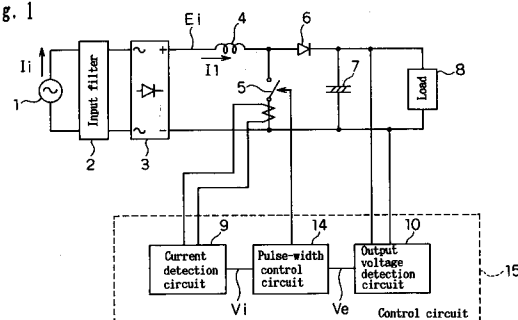 g. 1
Ei
4
6
Ii
I1
1
Input filter
5
7
Load
8
2
3
9
14
10
Current
detection
circuit
Pulse-width
control
circuit
Output
voltage
detection
circuit
15
Vi
Ve
Control circuit